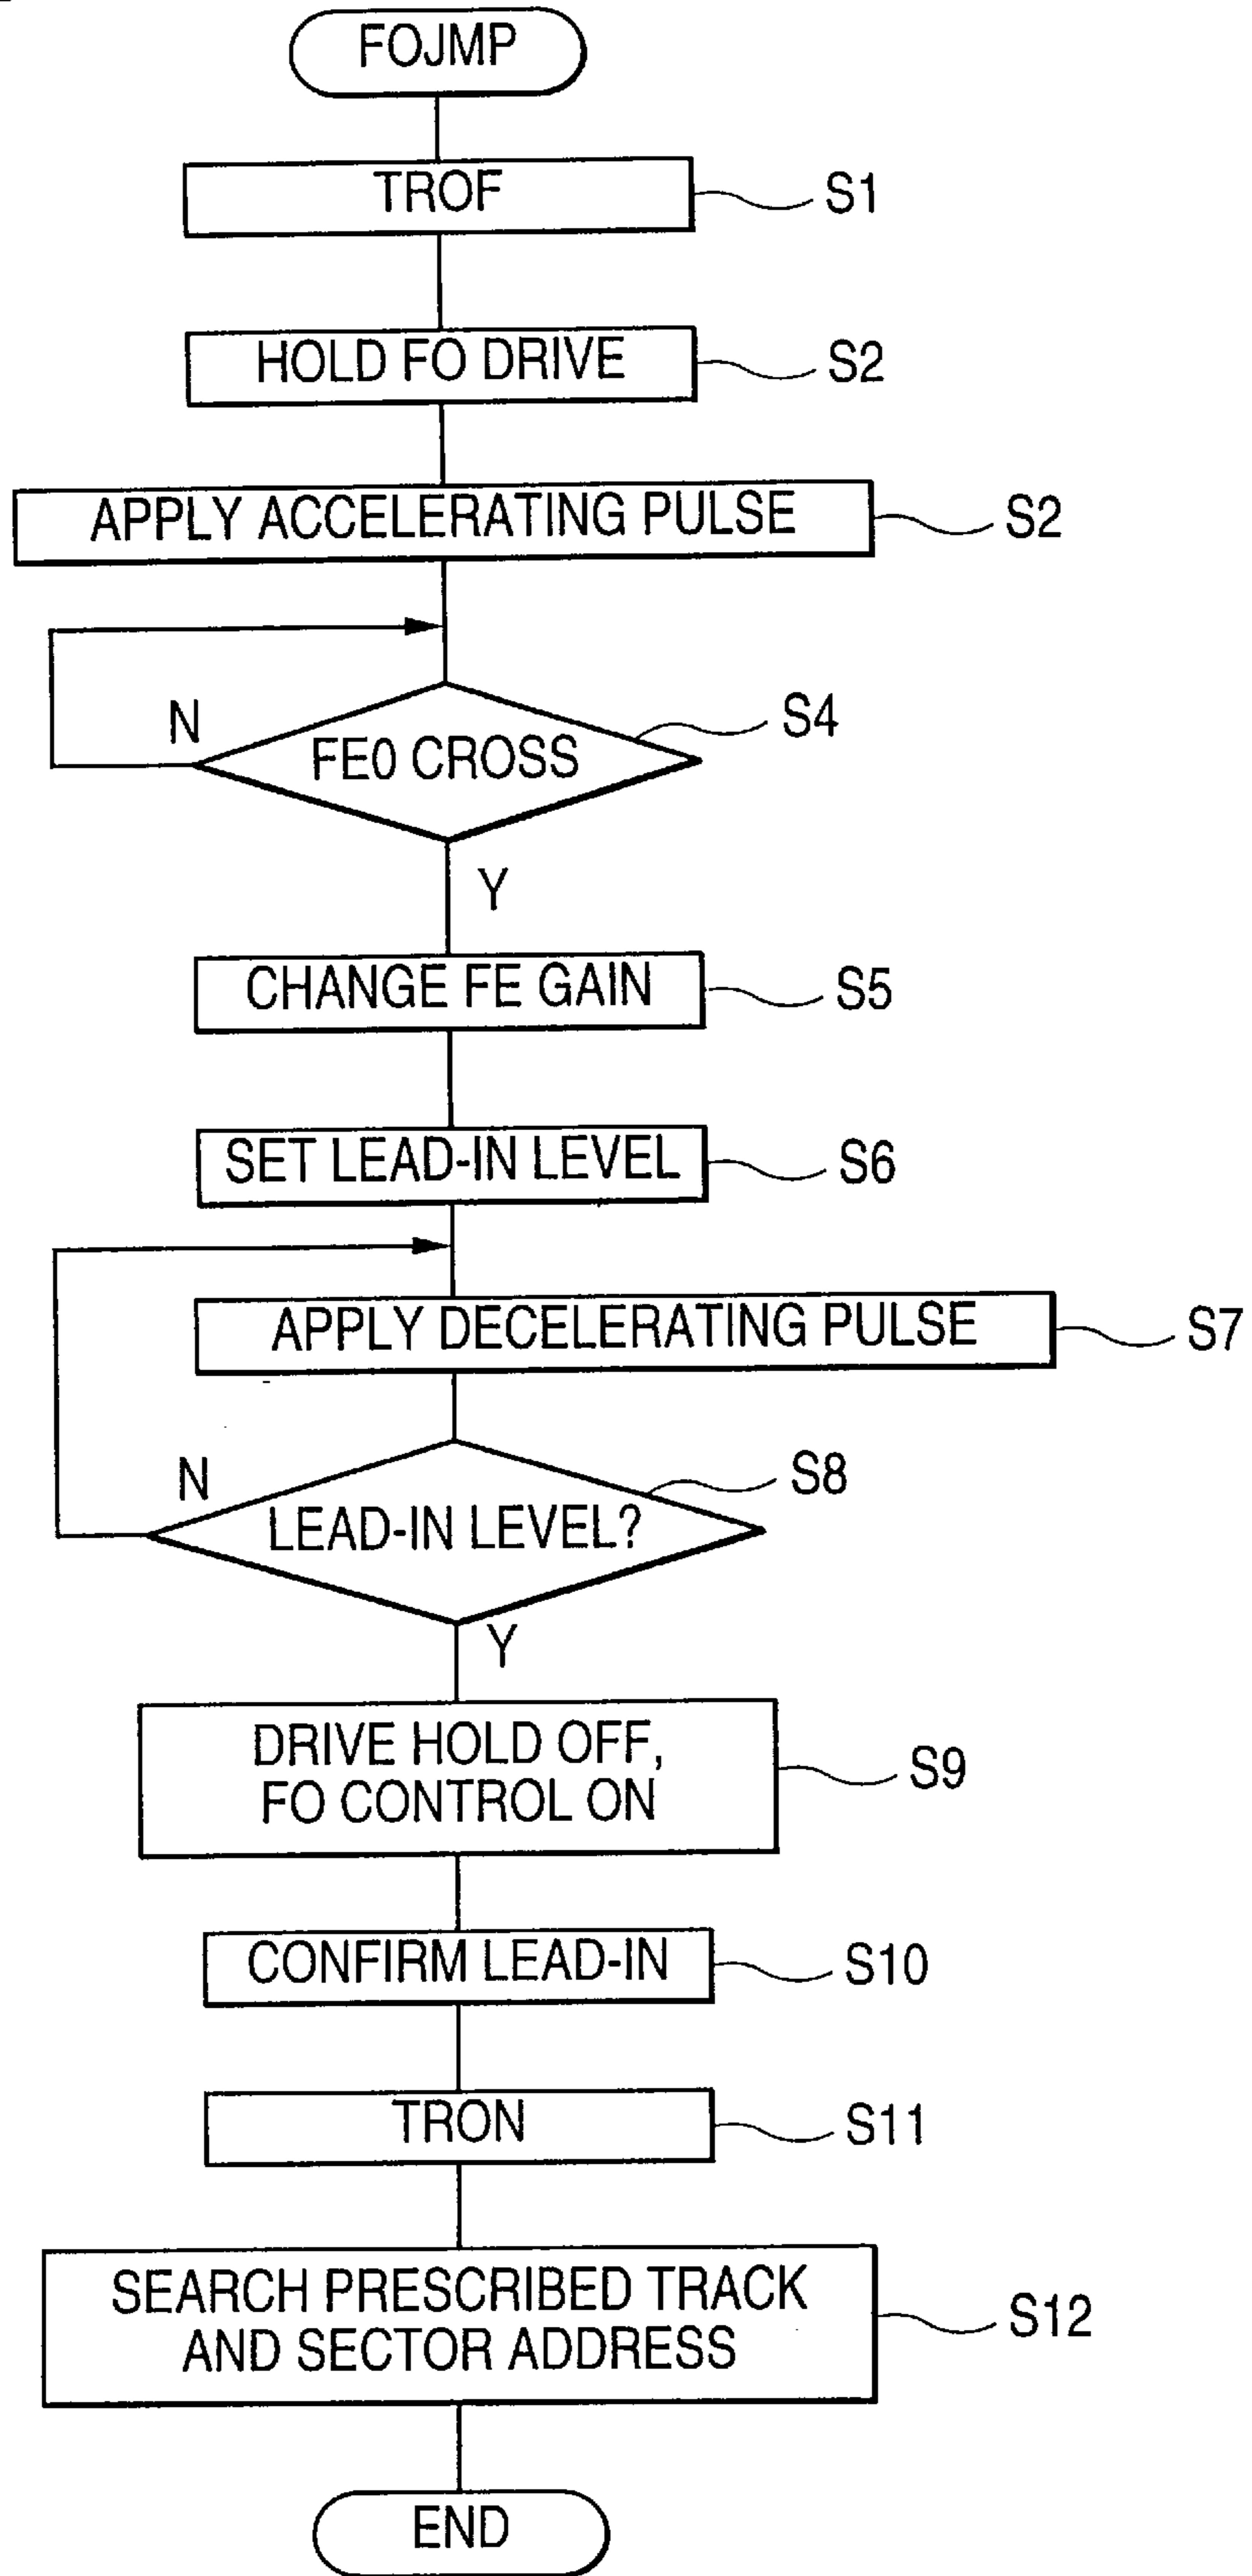 FOJMP
TROF
S1
HOLD FO DRIVE
S2
APPLY ACCELERATING PULSE
S2
N
FE0 CROSS
S4
Y
CHANGE FE GAIN
S5
SET LEAD-IN LEVEL
S6
APPLY DECELERATING PULSE
S7
N
LEAD-IN LEVEL?
S8
Y
DRIVE HOLD OFF,
FO CONTROL ON
S9
CONFIRM LEAD-IN
S10
TRON
S11
SEARCH PRESCRIBED TRACK
AND SECTOR ADDRESS
S12
END